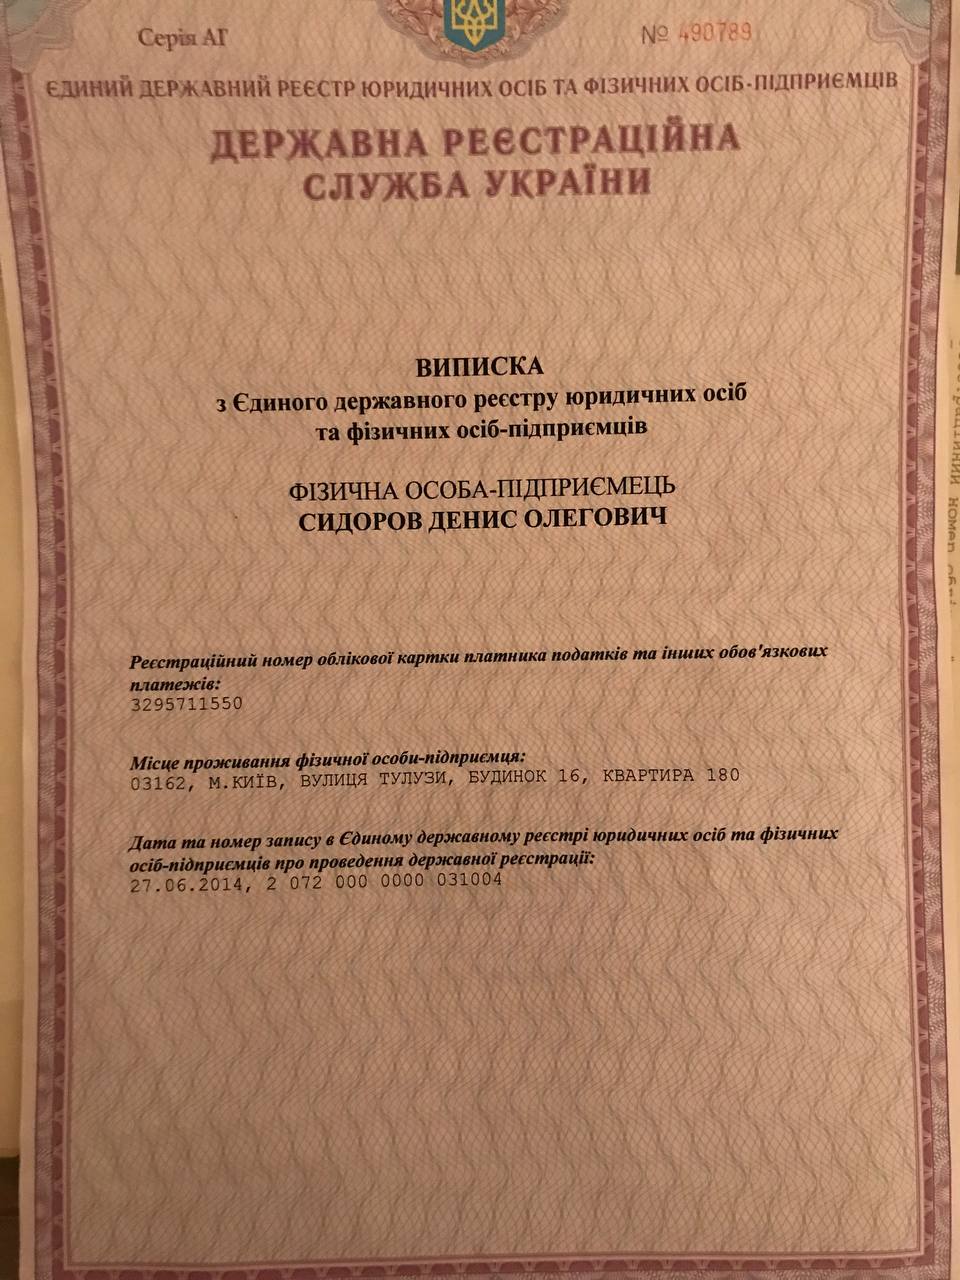 Серія АГ
№ 490789
ЄДИНИЙ ДЕРЖАВНИЙ РЕЄСТР ЮРИДИЧНИХ ОСІБ ТА ФІЗИЧНИХ ОСІБ-ПІДПРИЄМЦІВ
ДЕРЖАВНА РЕЄСТРАЦІЙНА
СЛУЖБА УКРАЇНИ
ВИПИСКА
з Єдиного державного реєстру юридичних осіб
та фізичних осіб-підприємців
ФІЗИЧНА ОСОБА-ПІДПРИЄМЕЦЬ
СИДОРОВ ДЕНИС ОЛЕГОВИЧ
Реєстраційний номер облікової картки платника податків та інших обов'язкових
платежів:
3295711550
Місце проживання фізичної особи-підприємця:
03162, М.КИЇВ, ВУЛИЦЯ ТУЛУЗИ, БУДИНОК 16, КВАРТИРА 180
Дата та номер запису в Єдиному державному реєстрі юридичних осіб та фізичних
осіб-підприємців про проведення державної реєстрації:
27.06.2014, 2 072 000 0000 031004
номер